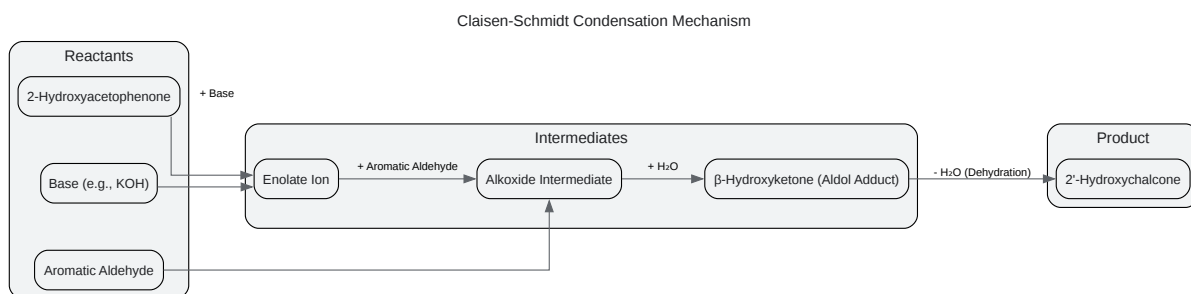 Claisen-Schmidt Condensation Mechanism
Reactants
2-Hydroxyacetophenone
+ Base
Base (e.g., KOH)
Aromatic Aldehyde
Intermediates
Enolate Ion
+ Aromatic Aldehyde
Alkoxide Intermediate
+ H₂O
β-Hydroxyketone (Aldol Adduct)
- H₂O (Dehydration)
Product
2'-Hydroxychalcone